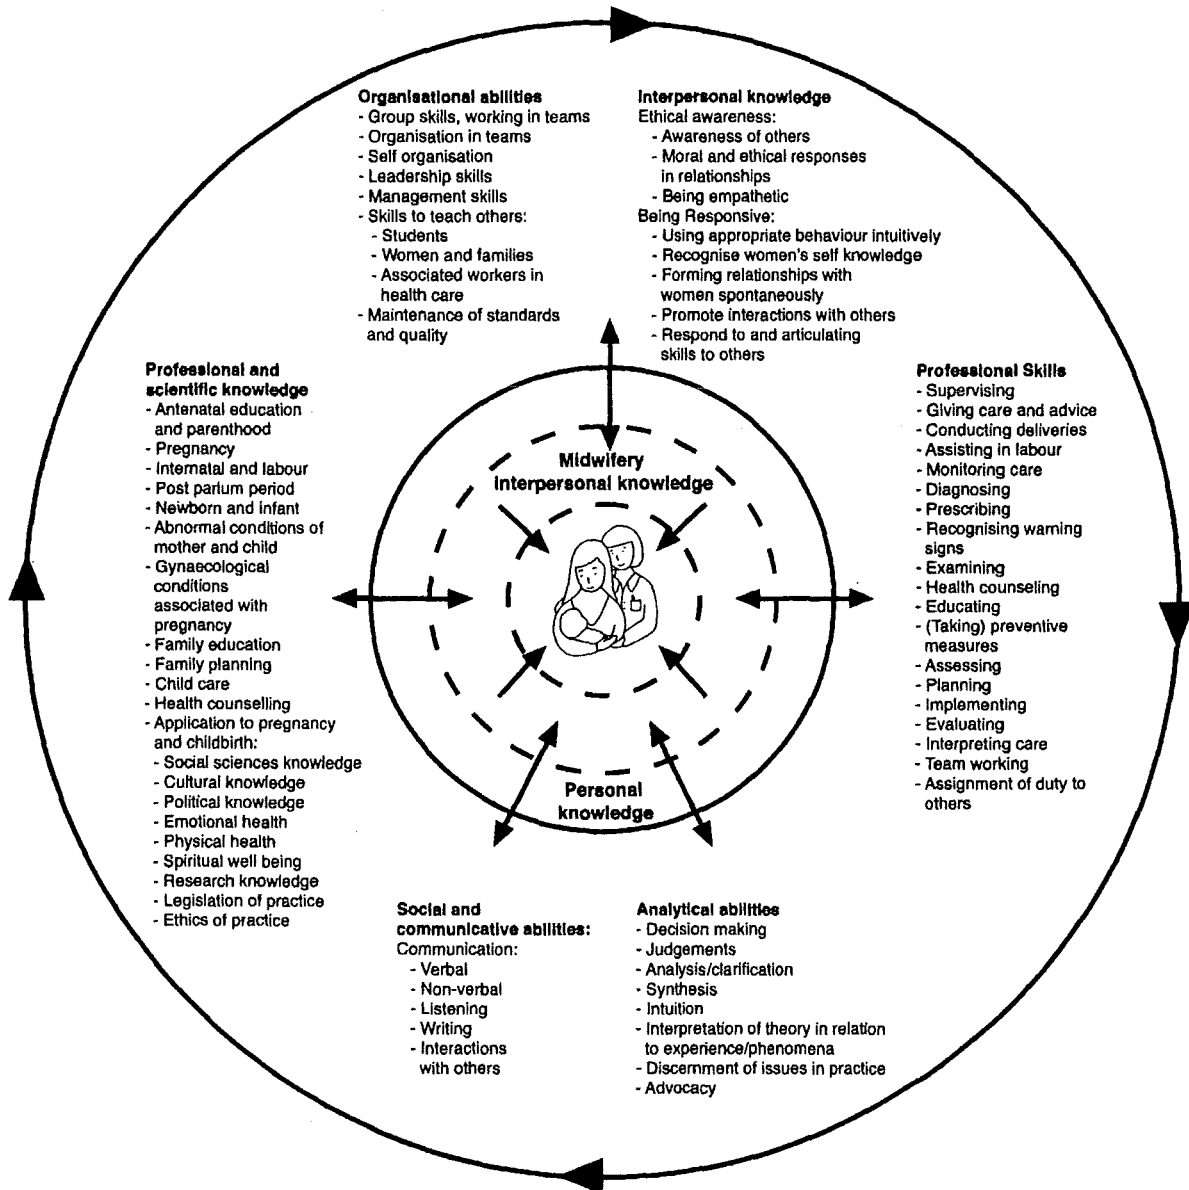 Organisational abilities
- Group skills, working in teams
- Organisation in teams
- Self organisation
- Leadership skills
- Management skills
- Skills to teach others:
- Students
- Women and families
- Associated workers in
health care
- Maintenance of standards
and quality
Interpersonal knowledge
Ethical awareness:
- Awareness of others
- Moral and ethical responses
in relationships
- Being empathetic
Being Responsive:
- Using appropriate behaviour intuitively
- Recognise women's self knowledge
- Forming relationships with
women spontaneously
- Promote interactions with others
- Respond to and articulating
skills to others
Professional and
scientific knowledge
- Antenatal education
and parenthood
- Pregnancy
- Internatal and labour
- Post partum period
- Newborn and infant
- Abnormal conditions of
mother and child
- Gynaecological
conditions
associated with
pregnancy
- Family education
- Family planning
- Child care
- Health counselling
- Application to pregnancy
and childbirth:
- Social sciences knowledge
- Cultural knowledge
- Political knowledge
- Emotional health
- Physical health
- Spiritual well being
- Research knowledge
- Legislation of practice
- Ethics of practice
Midwifery
interpersonal knowledge
Personal
knowledge
Professional Skills
- Supervising
- Giving care and advice
- Conducting deliveries
- Assisting in labour
- Monitoring care
- Diagnosing
- Prescribing
- Recognising warning
signs
- Examining
- Health counseling
- Educating
- (Taking) preventive
measures
- Assessing
- Planning
- Implementing
- Evaluating
- Interpreting care
- Team working
- Assignment of duty to
others
Social and
communicative abilities:
Communication:
- Verbal
- Non-verbal
- Listening
- Writing
- Interactions
with others
Analytical abilities
- Decision making
- Judgements
- Analysis/clarification
- Synthesis
- Intuition
- Interpretation of theory in relation
to experience/phenomena
- Discernment of issues in practice
- Advocacy